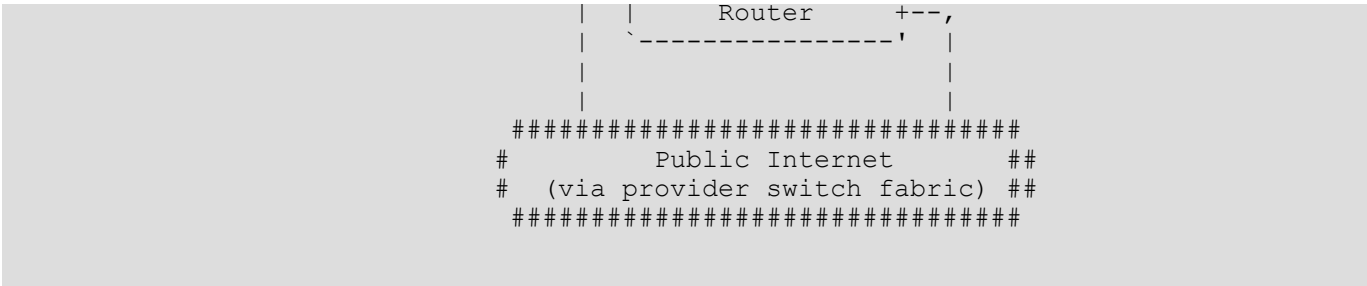 | | Router +--,
| `----------------' |
| |
| |
################################
# Public Internet ##
# (via provider switch fabric) ##
################################